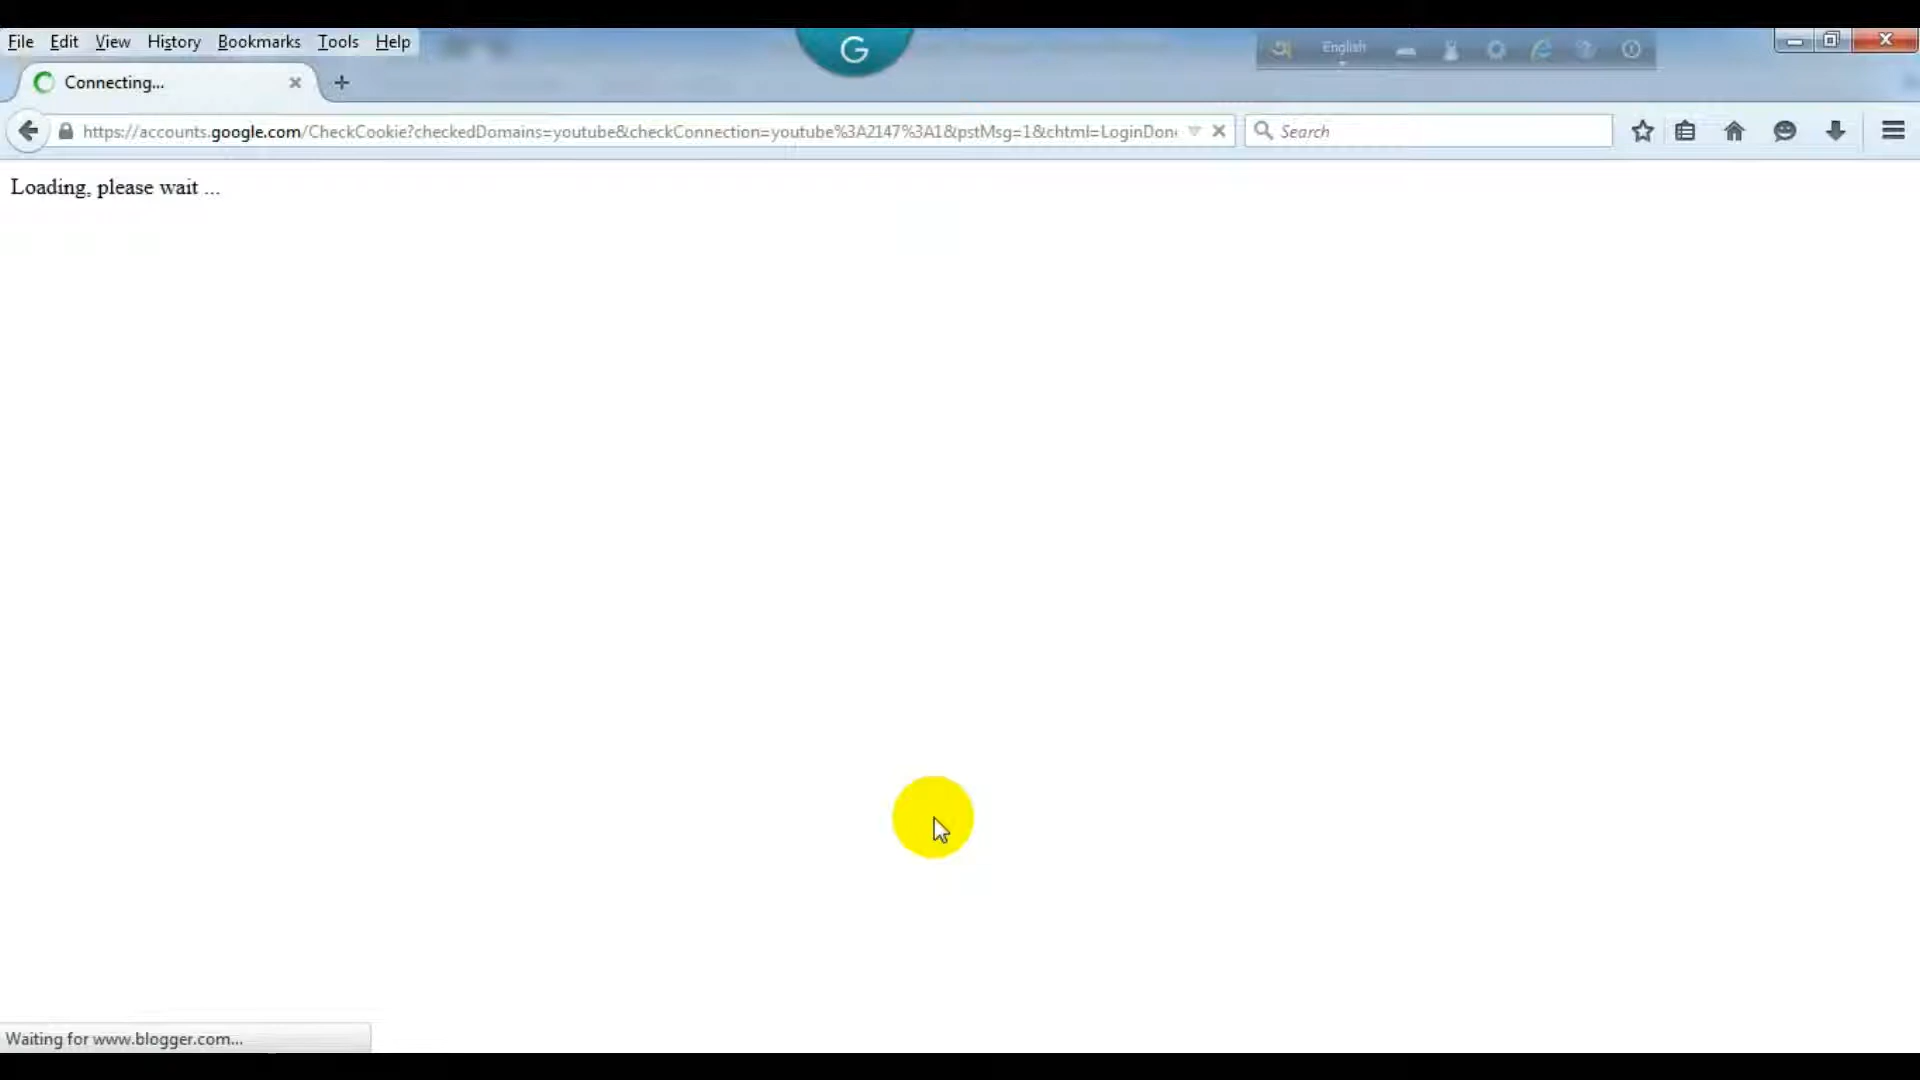 File Edit View History Bookmarks Tools Help
G
English
Connecting...
https://accounts.google.com/CheckCookie?checkedDomains=youtube&checkConnection=youtube%3A2147%3A1&pstMsg=1&chtml=LoginDon
Search
Loading, please wait ...
Waiting for www.blogger.com...